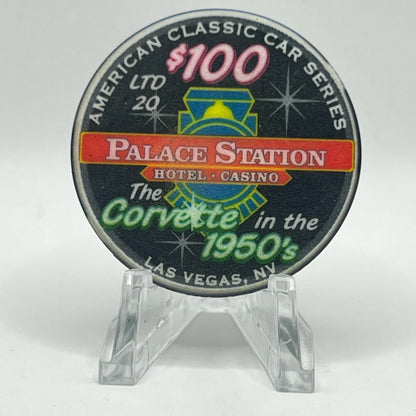 AMERICAN CLASSIC CAR SERIES
$100
LTD
20
PALACE STATION
HOTEL · CASINO
The
Corvette in the
1950's
LAS VEGAS, NV